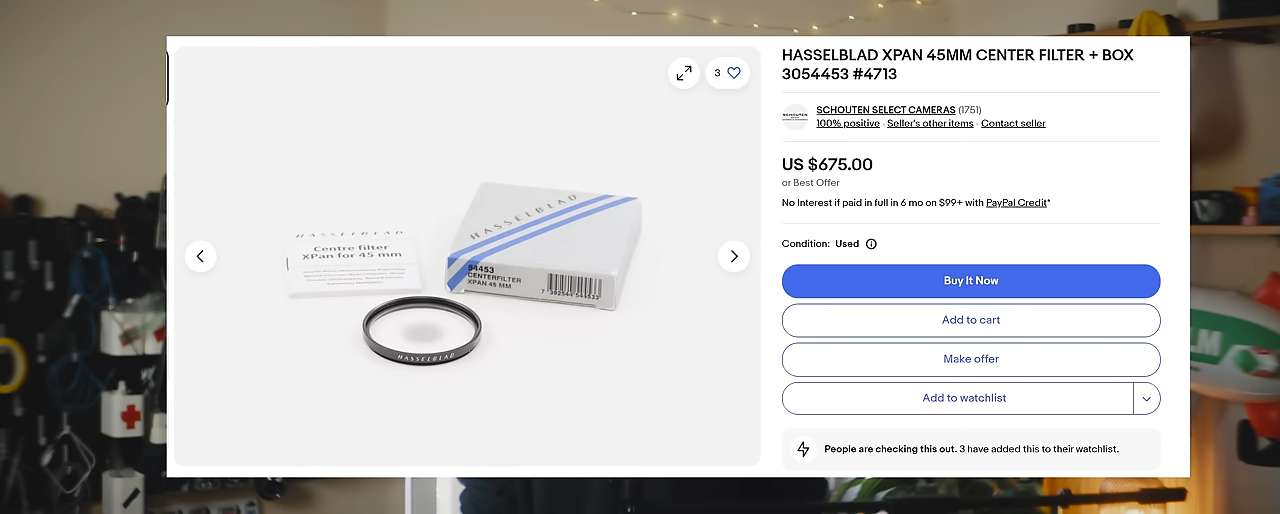 3
HASSELBLAD
HASSELBLAD
Centre filter
XPan for 45 mm
54453
CENTERFILTER
XPAN 45 MM
HASSELBLAD
HASSELBLAD XPAN 45MM CENTER FILTER + BOX
3054453 #4713
SCHOUTEN
SCHOUTEN SELECT CAMERAS (1751)
100% positive · Seller's other items · Contact seller
US $675.00
or Best Offer
No Interest if paid in full in 6 mo on $99+ with PayPal Credit*
Condition: Used
Buy It Now
Add to cart
Make offer
Add to watchlist
People are checking this out. 3 have added this to their watchlist.